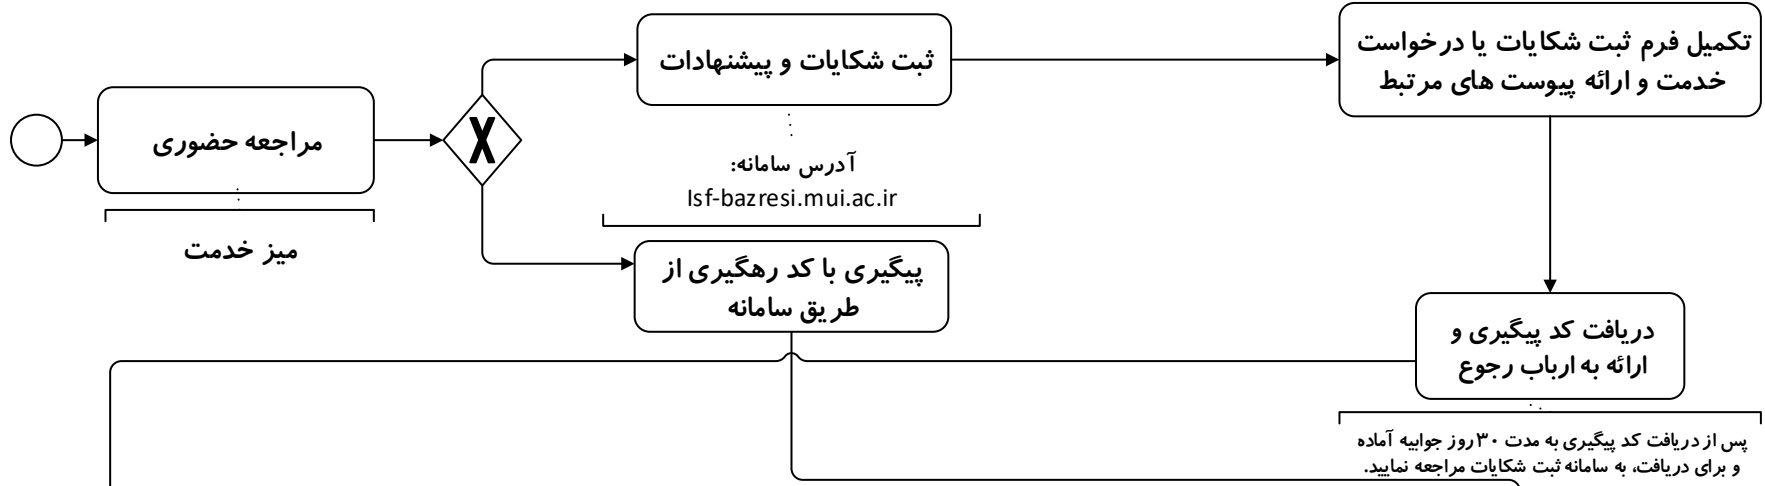 مراجعه حضوری
میز خدمت
X
ثبت شکایات و پیشنهادات
آدرس سامانه:
Isf-bazresi.mui.ac.ir
پیگیری با کد رهگیری از
طریق سامانه
تکمیل فرم ثبت شکایات یا درخواست
خدمت و ارائه پیوست های مرتبط
دریافت کد پیگیری و
ارائه به ارباب رجوع
پس از دریافت کد پیگیری به مدت ۳۰روز جوابیه آماده
و برای دریافت، به سامانه ثبت شکایات مراجعه نمایید.